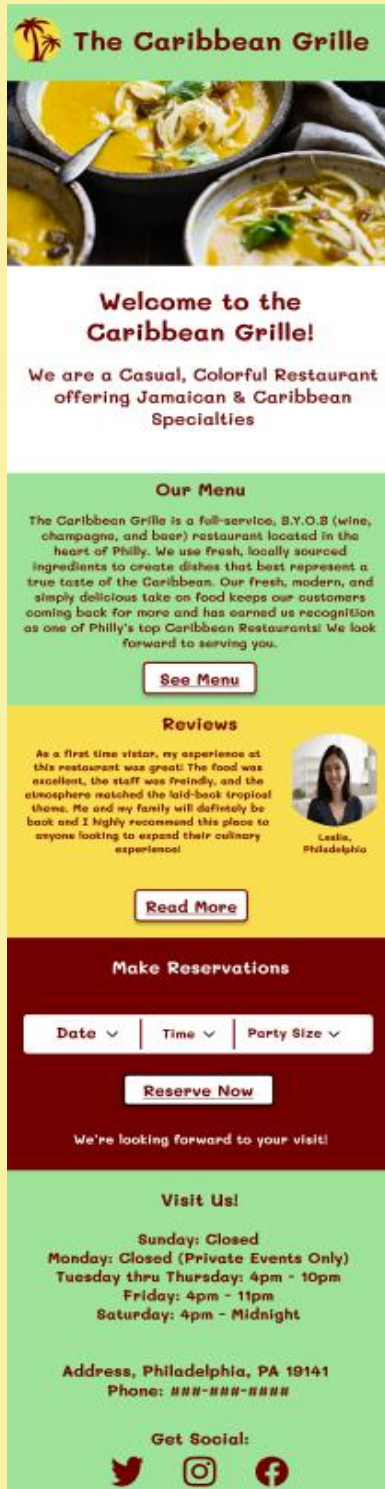 The Caribbean Grille
Welcome to the
Caribbean Grille!
We are a Casual, Colorful Restaurant
offering Jamaican & Caribbean
Specialties
Our Menu
The Caribbean Grille is a full-service, B.Y.O.B (wine,
champagne, and beer) restaurant located in the
heart of Philly. We use fresh, locally sourced
ingredients to create dishes that best represent a
true taste of the Caribbean. Our fresh, modern, and
simply delicious take on food keeps our customers
coming back for more and has earned us recognition
as one of Philly's top Caribbean Restaurants! We look
forward to serving you.
See Menu
Reviews
As a first time vistor, my experience at
this restaurant was great! The food was
excellent, the staff was freindly, and the
atmosphere matched the laid-back tropical
theme. Me and my family will defintely be
back and I highly recommend this place to
anyone looking to expand their culinary
experience!
Leslie,
Philadelphia
Read More
Make Reservations
Date Time Party Size
Reserve Now
We're looking forward to your visit!
Visit Us!
Sunday: Closed
Monday: Closed (Private Events Only)
Tuesday thru Thursday: 4pm - 10pm
Friday: 4pm - 11pm
Saturday: 4pm - Midnight
Address, Philadelphia, PA 19141
Phone: ###-###-####
Get Social: